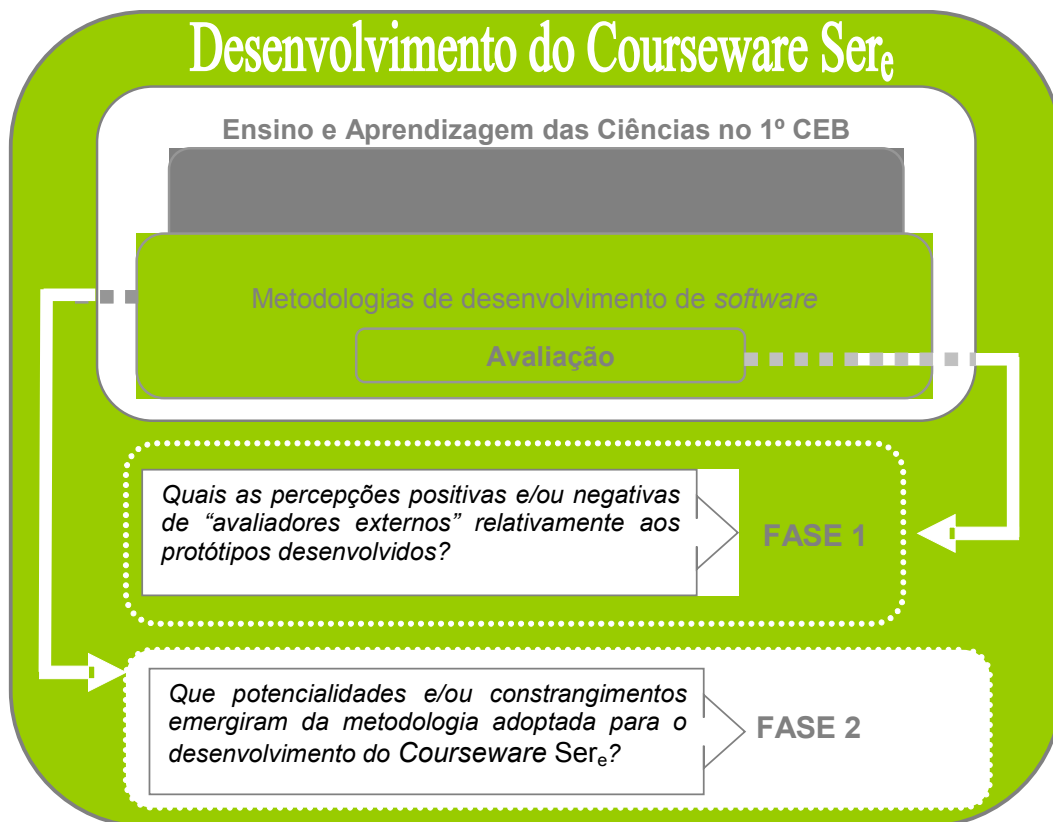 Desenvolvimento do Courseware Sere
Ensino e Aprendizagem das Ciências no 1º CEB
Metodologias de desenvolvimento de software
Avaliação
Quais as percepções positivas e/ou negativas
de “avaliadores externos” relativamente aos
protótipos desenvolvidos?
FASE 1
Que potencialidades e/ou constrangimentos
emergiram da metodologia adoptada para o
desenvolvimento do Courseware Sere?
FASE 2